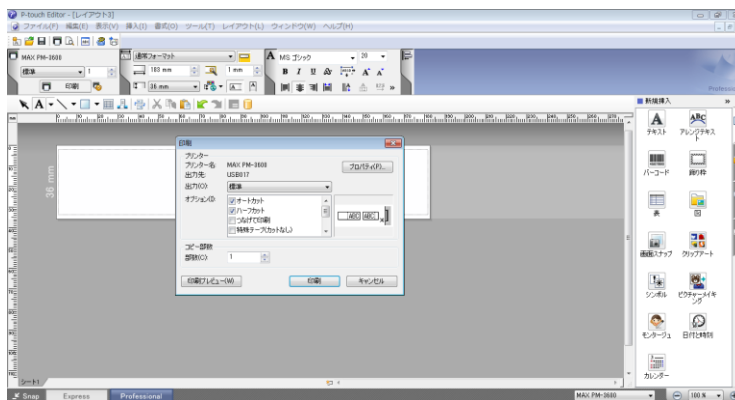 P-touch Editor - [レイアウト3]
ファイル(F) 編集(E) 表示(V) 挿入(I) 書式(O) ツール(T) レイアウト(L) ウィンドウ(W) ヘルプ(H)
MAX PM-3600
通常フォーマット
MS ゴシック
20
標準
1
183 mm
1 mm
B I U
印刷
36 mm
Profess
新規挿入
36 mm
テキスト
アレンジテキスト
バーコード
飾り枠
表
図
画面スナップ
クリップアート
シンボル
ピクチャーメイキング
モンタージュ
日付と時刻
カレンダー
印刷
プリンター
プリンター名: MAX PM-3600
プロパティ(P)...
出力先: USB017
出力(O): 標準
オプション(I):
オートカット
ハーフカット
つなげて印刷
特殊テープ(カットなし)
ABC ABC
コピー部数
部数(C): 1
印刷プレビュー(W)
印刷
キャンセル
シート1
Snap
Express
Professional
MAX PM-3600
100 %